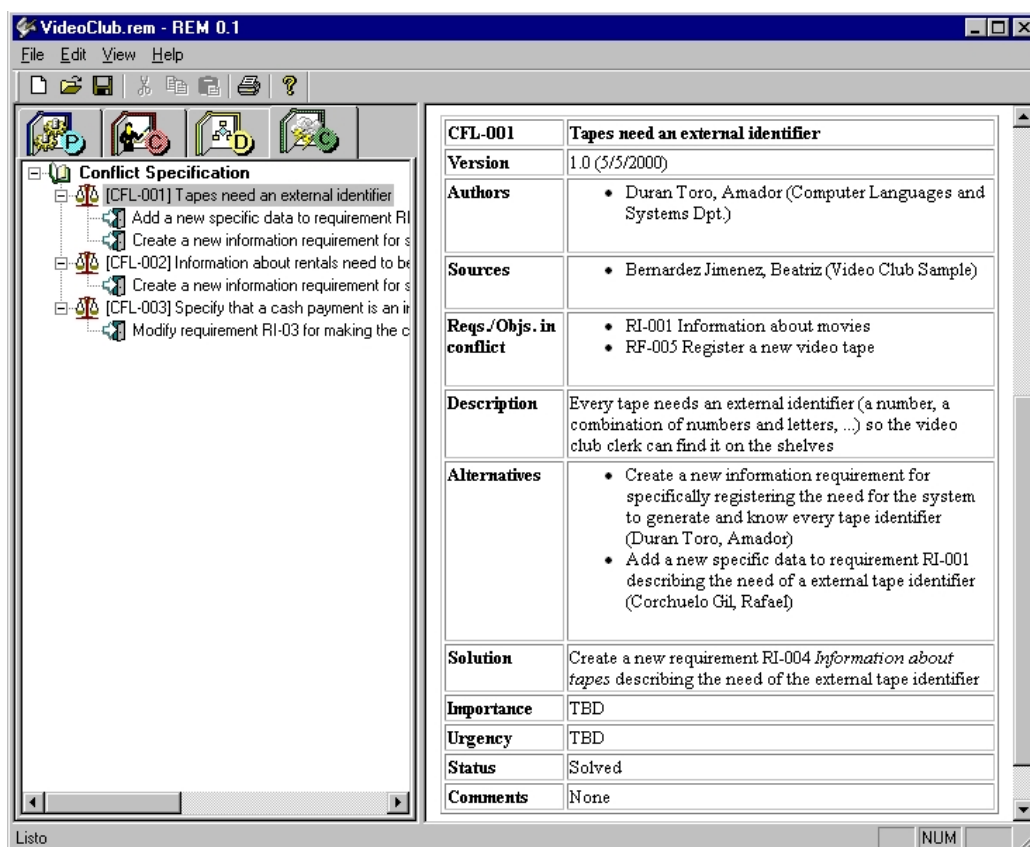 VideoClub.rem - REM 0.1
File Edit View Help
P C D C
Conflict Specification
[CFL-001] Tapes need an external identifier
Add a new specific data to requirement RI
Create a new information requirement for s
[CFL-002] Information about rentals need to be
Create a new information requirement for s
[CFL-003] Specify that a cash payment is an ir
Modify requirement RI-03 for making the c
CFL-001 Tapes need an external identifier
Version 1.0 (5/5/2000)
Authors • Duran Toro, Amador (Computer Languages and
Systems Dpt.)
Sources • Bernardez Jimenez, Beatriz (Video Club Sample)
Reqs./Objs. in • RI-001 Information about movies
conflict • RF-005 Register a new video tape
Description Every tape needs an external identifier (a number, a
combination of numbers and letters, ...) so the video
club clerk can find it on the shelves
Alternatives • Create a new information requirement for
specifically registering the need for the system
to generate and know every tape identifier
(Duran Toro, Amador)
• Add a new specific data to requirement RI-001
describing the need of a external tape identifier
(Corchuelo Gil, Rafael)
Solution Create a new requirement RI-004 Information about
tapes describing the need of the external tape identifier
Importance TBD
Urgency TBD
Status Solved
Comments None
Listo NUM